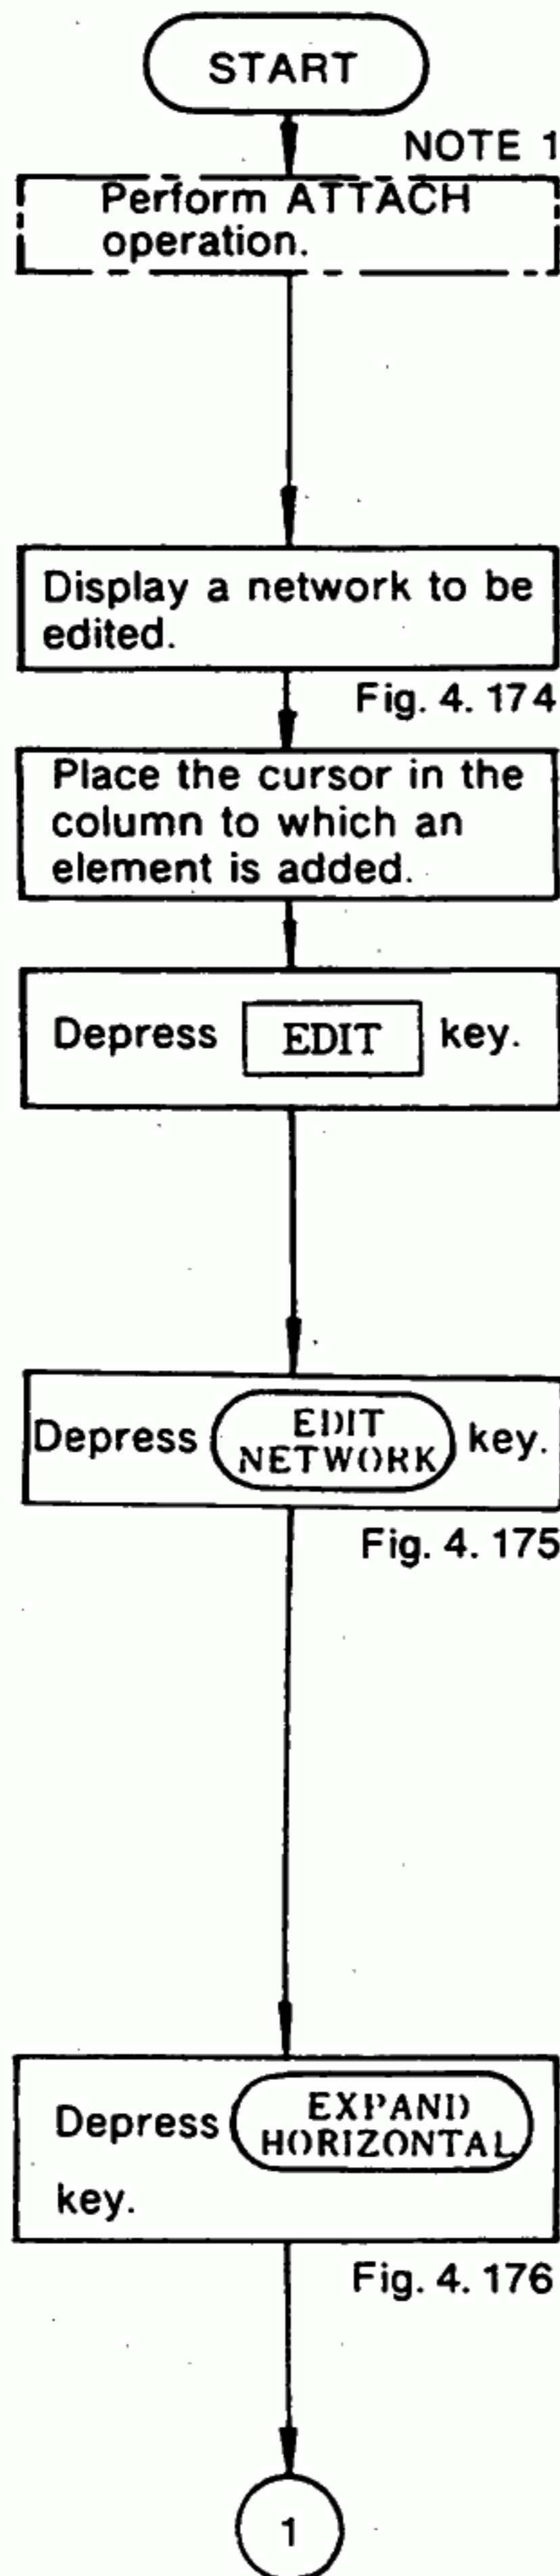 START
NOTE 1
Perform ATTACH
operation.
Display a network to be
edited.
Fig. 4. 174
Place the cursor in the
column to which an
element is added.
Depress EDIT key.
Depress EDIT NETWORK key.
Fig. 4. 175
Depress EXPAND HORIZONTAL
key.
Fig. 4. 176
1